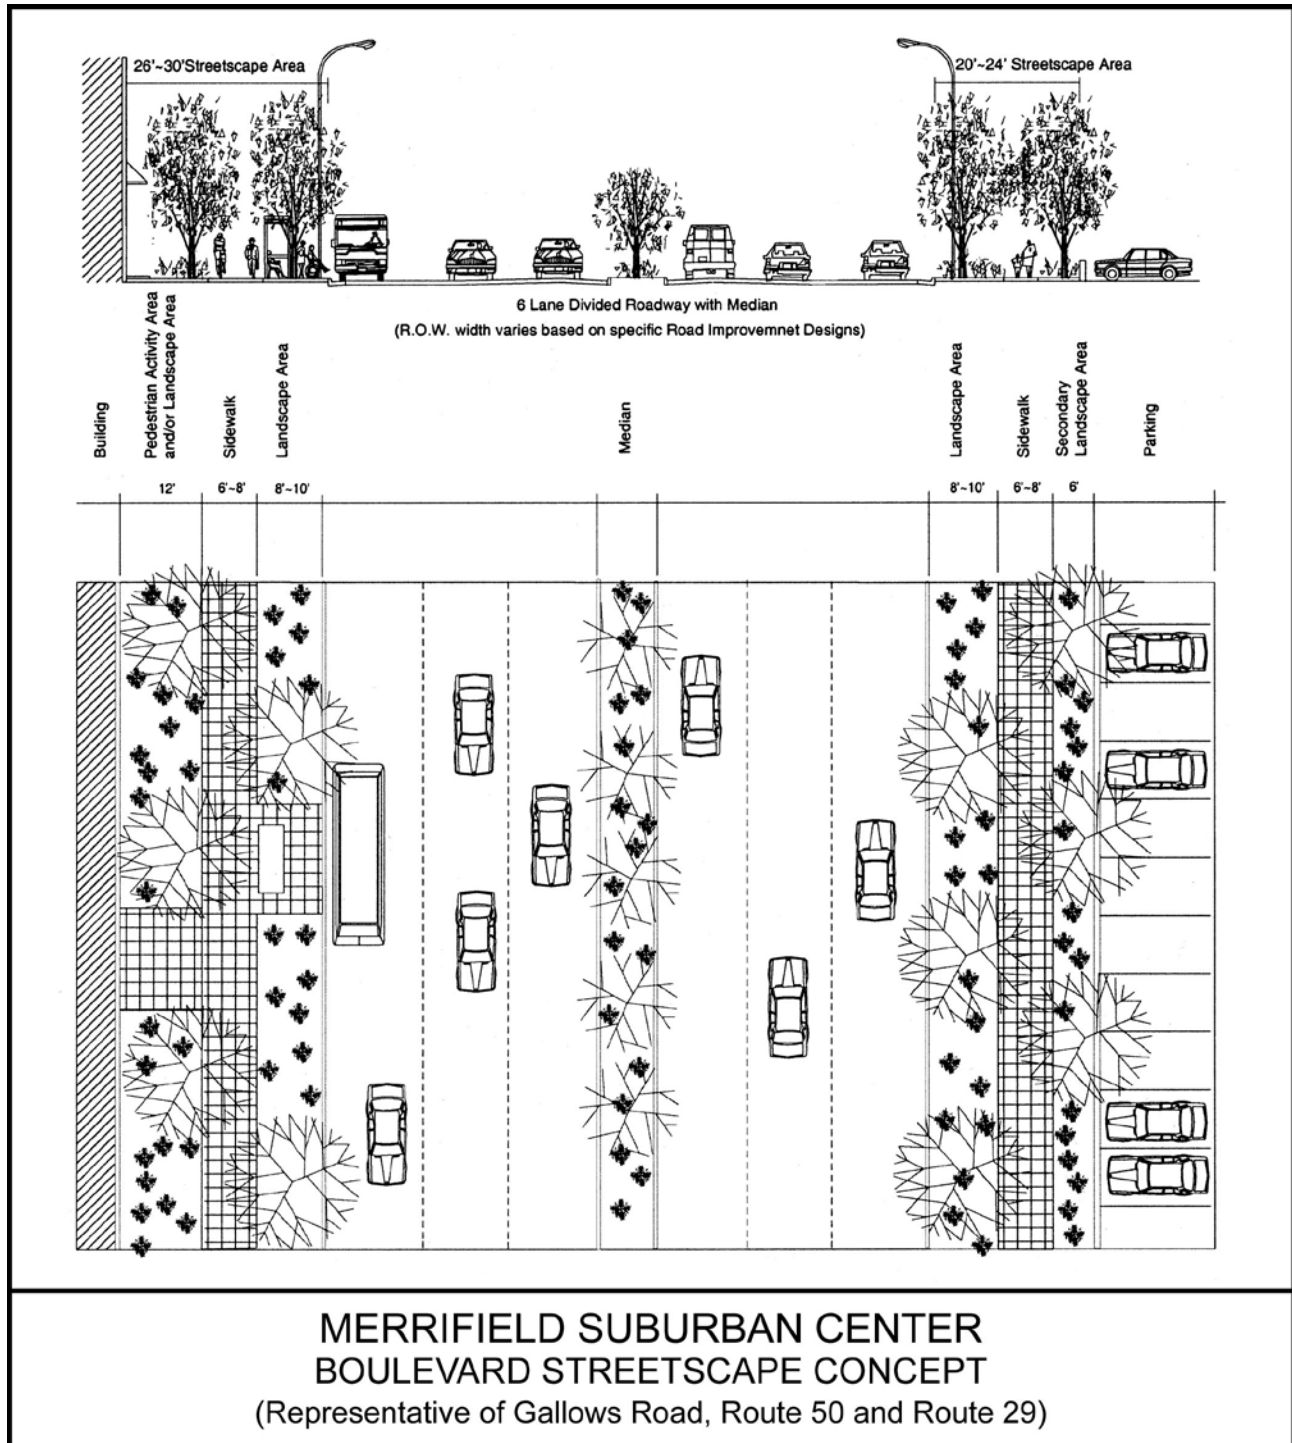 26'~30'Streetscape Area
20'~24' Streetscape Area
6 Lane Divided Roadway with Median
(R.O.W. width varies based on specific Road Improvemnet Designs)
Building
Pedestrian Activity Area
and/or Landscape Area
Sidewalk
Landscape Area
Median
Landscape Area
Sidewalk
Secondary
Landscape Area
Parking
12'
6'~8'
8'~10'
8'~10'
6'~8'
6'
MERRIFIELD SUBURBAN CENTER
BOULEVARD STREETSCAPE CONCEPT
(Representative of Gallows Road, Route 50 and Route 29)